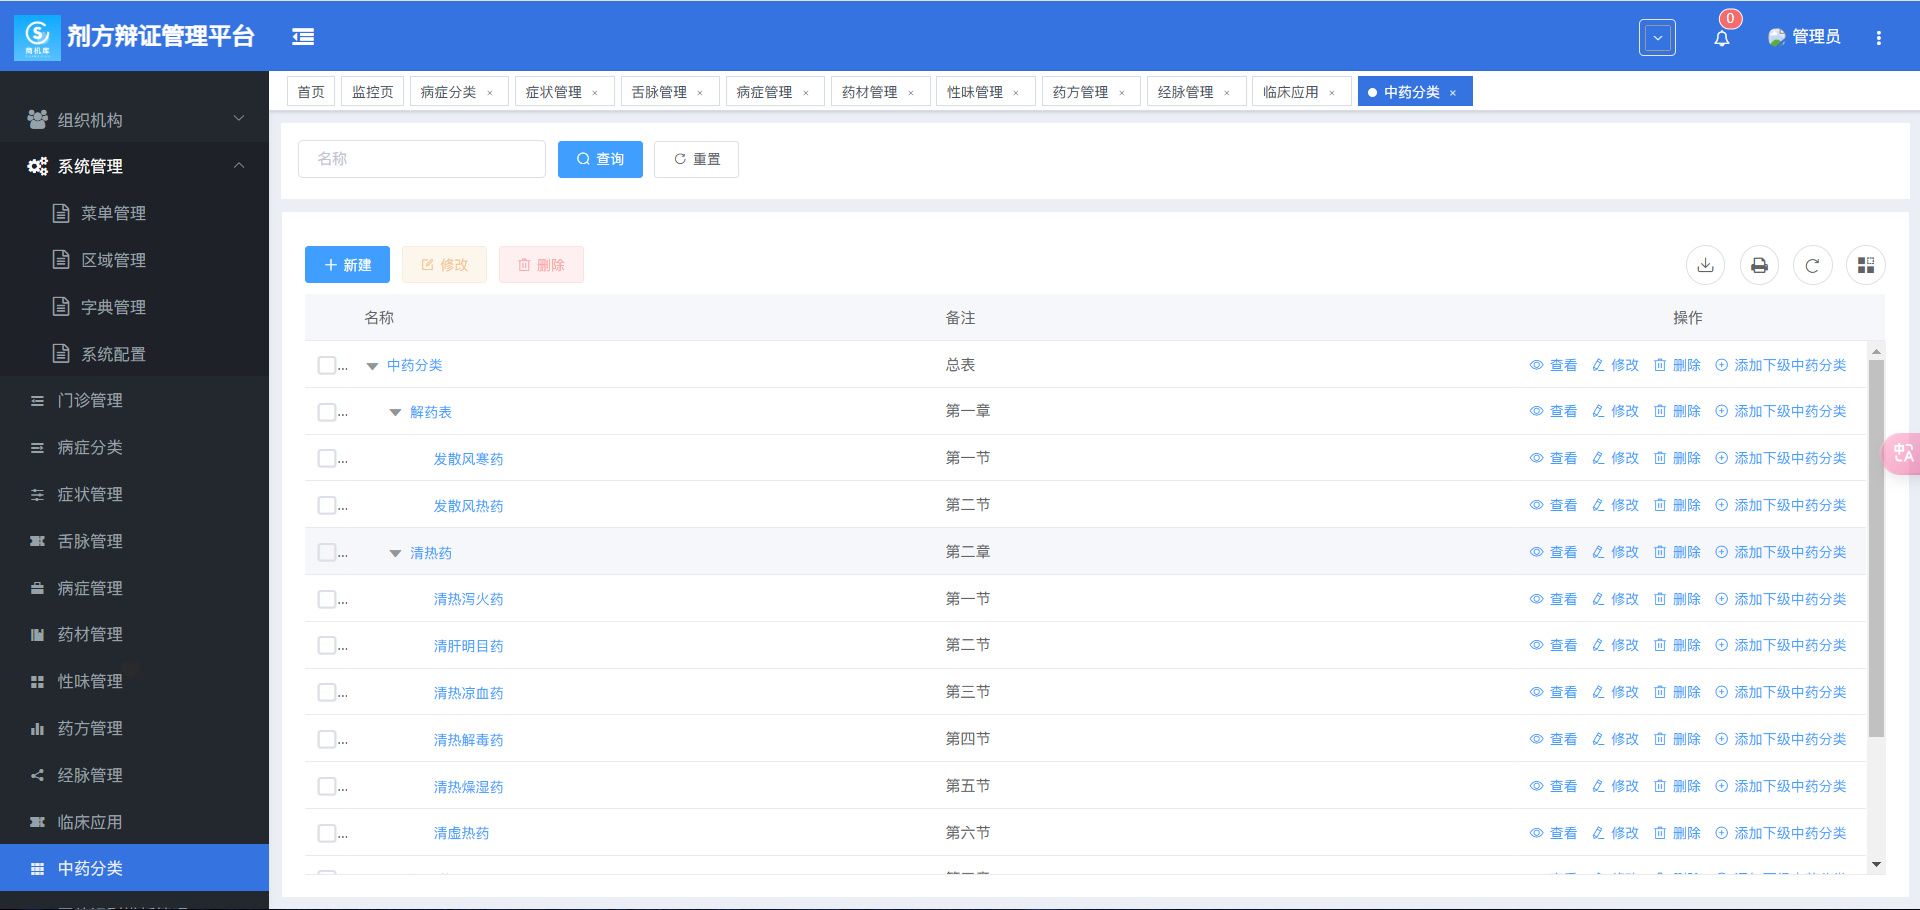 商机库
剂方辩证管理平台
0
管理员
首页 监控页 病症分类 × 症状管理 × 舌脉管理 × 病症管理 × 药材管理 × 性味管理 × 药方管理 × 经脉管理 × 临床应用 × 中药分类 ×
组织机构
系统管理
菜单管理
区域管理
字典管理
系统配置
门诊管理
病症分类
症状管理
舌脉管理
病症管理
药材管理
性味管理
药方管理
经脉管理
临床应用
中药分类
名称 查询 重置
新建 修改 删除
名称 备注 操作
... 中药分类 总表 查看 修改 删除 添加下级中药分类
... 解药表 第一章 查看 修改 删除 添加下级中药分类
... 发散风寒药 第一节 查看 修改 删除 添加下级中药分类
... 发散风热药 第二节 查看 修改 删除 添加下级中药分类
... 清热药 第二章 查看 修改 删除 添加下级中药分类
... 清热泻火药 第一节 查看 修改 删除 添加下级中药分类
... 清肝明目药 第二节 查看 修改 删除 添加下级中药分类
... 清热凉血药 第三节 查看 修改 删除 添加下级中药分类
... 清热解毒药 第四节 查看 修改 删除 添加下级中药分类
... 清热燥湿药 第五节 查看 修改 删除 添加下级中药分类
... 清虚热药 第六节 查看 修改 删除 添加下级中药分类
中A